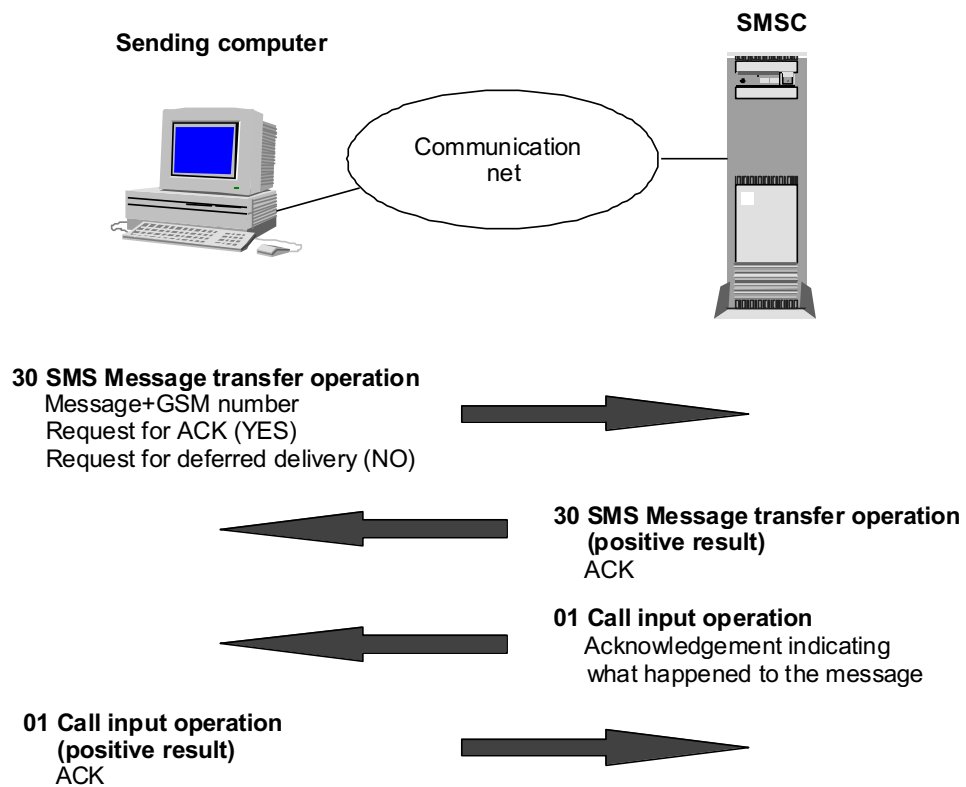 SMSC
Sending computer
Communication
net
30 SMS Message transfer operation
Message+GSM number
Request for ACK (YES)
Request for deferred delivery (NO)
30 SMS Message transfer operation
(positive result)
ACK
01 Call input operation
Acknowledgement indicating
what happened to the message
01 Call input operation
(positive result)
ACK